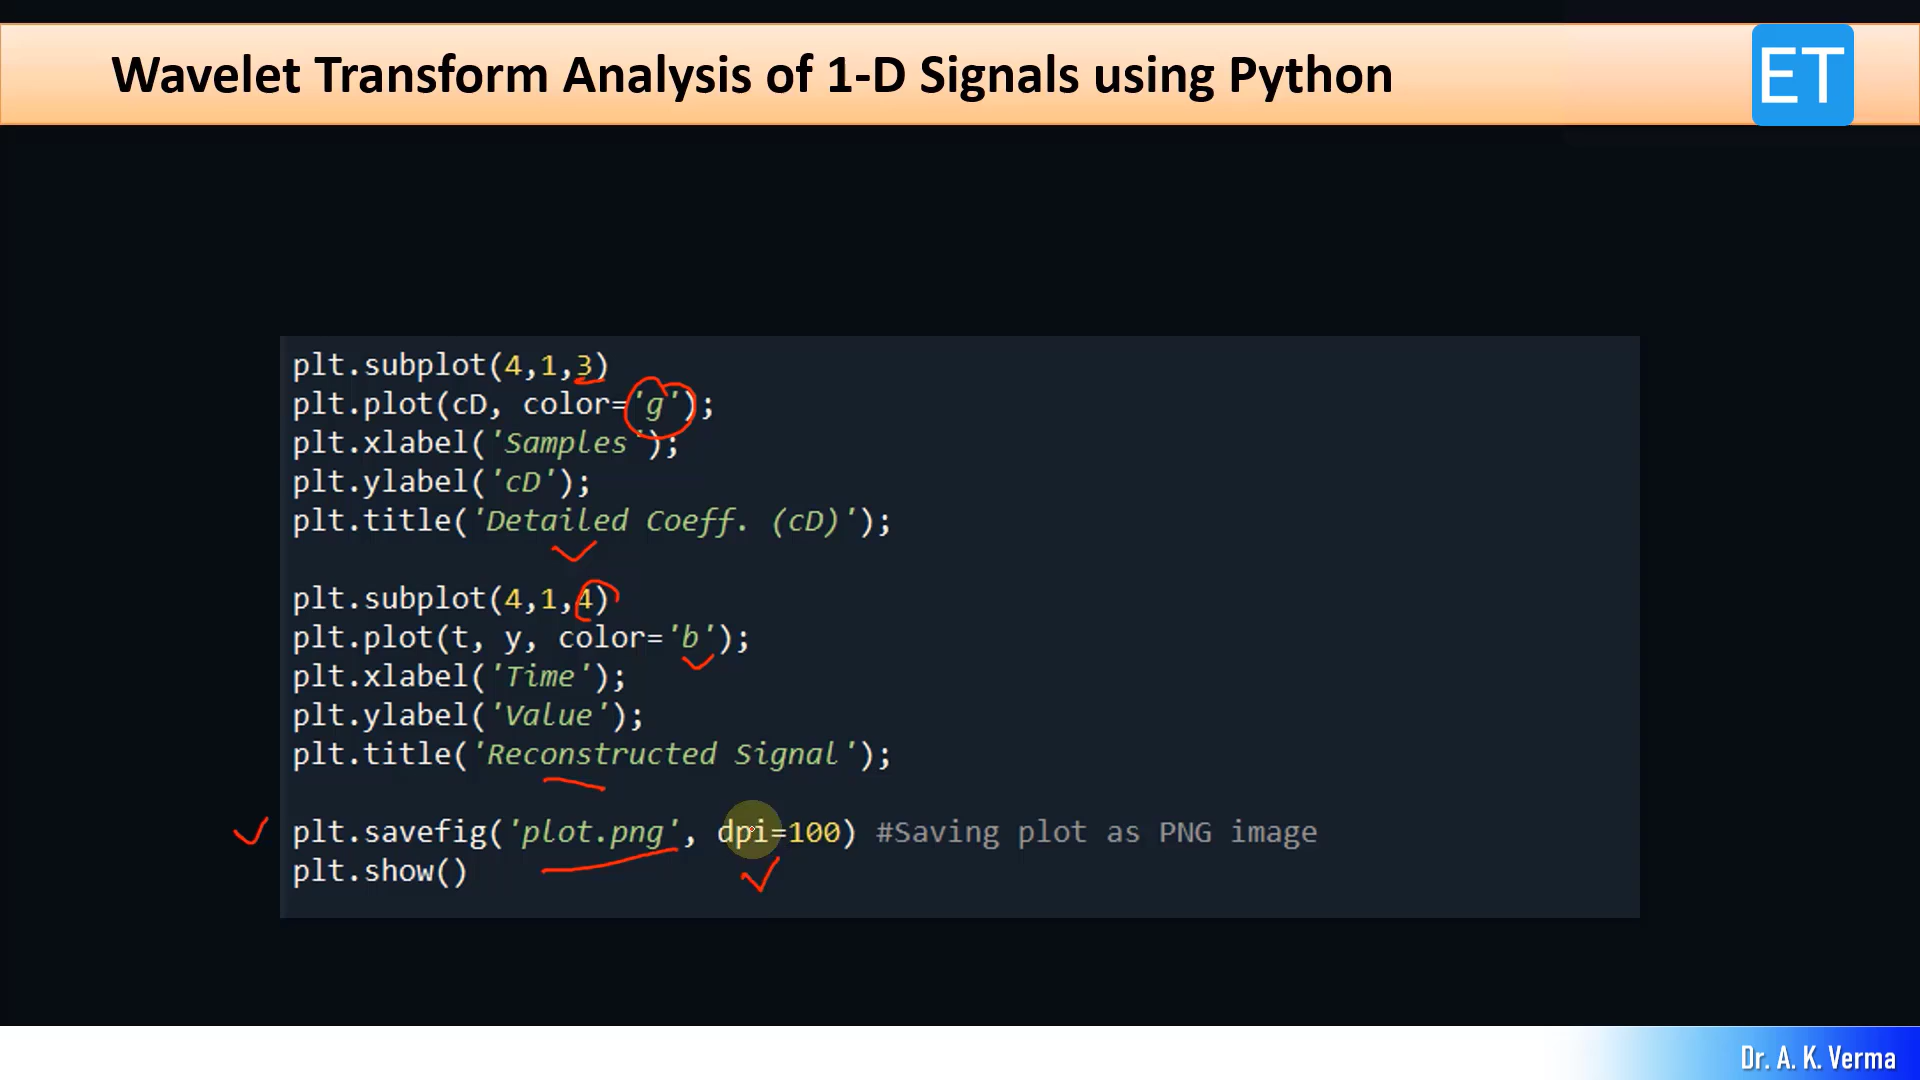 Wavelet Transform Analysis of 1-D Signals using Python
ET
plt.subplot(4,1,3)
plt.plot(cD, color='g');
plt.xlabel('Samples');
plt.ylabel('cD');
plt.title('Detailed Coeff. (cD)');
plt.subplot(4,1,4)
plt.plot(t, y, color='b');
plt.xlabel('Time');
plt.ylabel('Value');
plt.title('Reconstructed Signal');
plt.savefig('plot.png', dpi=100) #Saving plot as PNG image
plt.show()
Dr. A. K. Verma